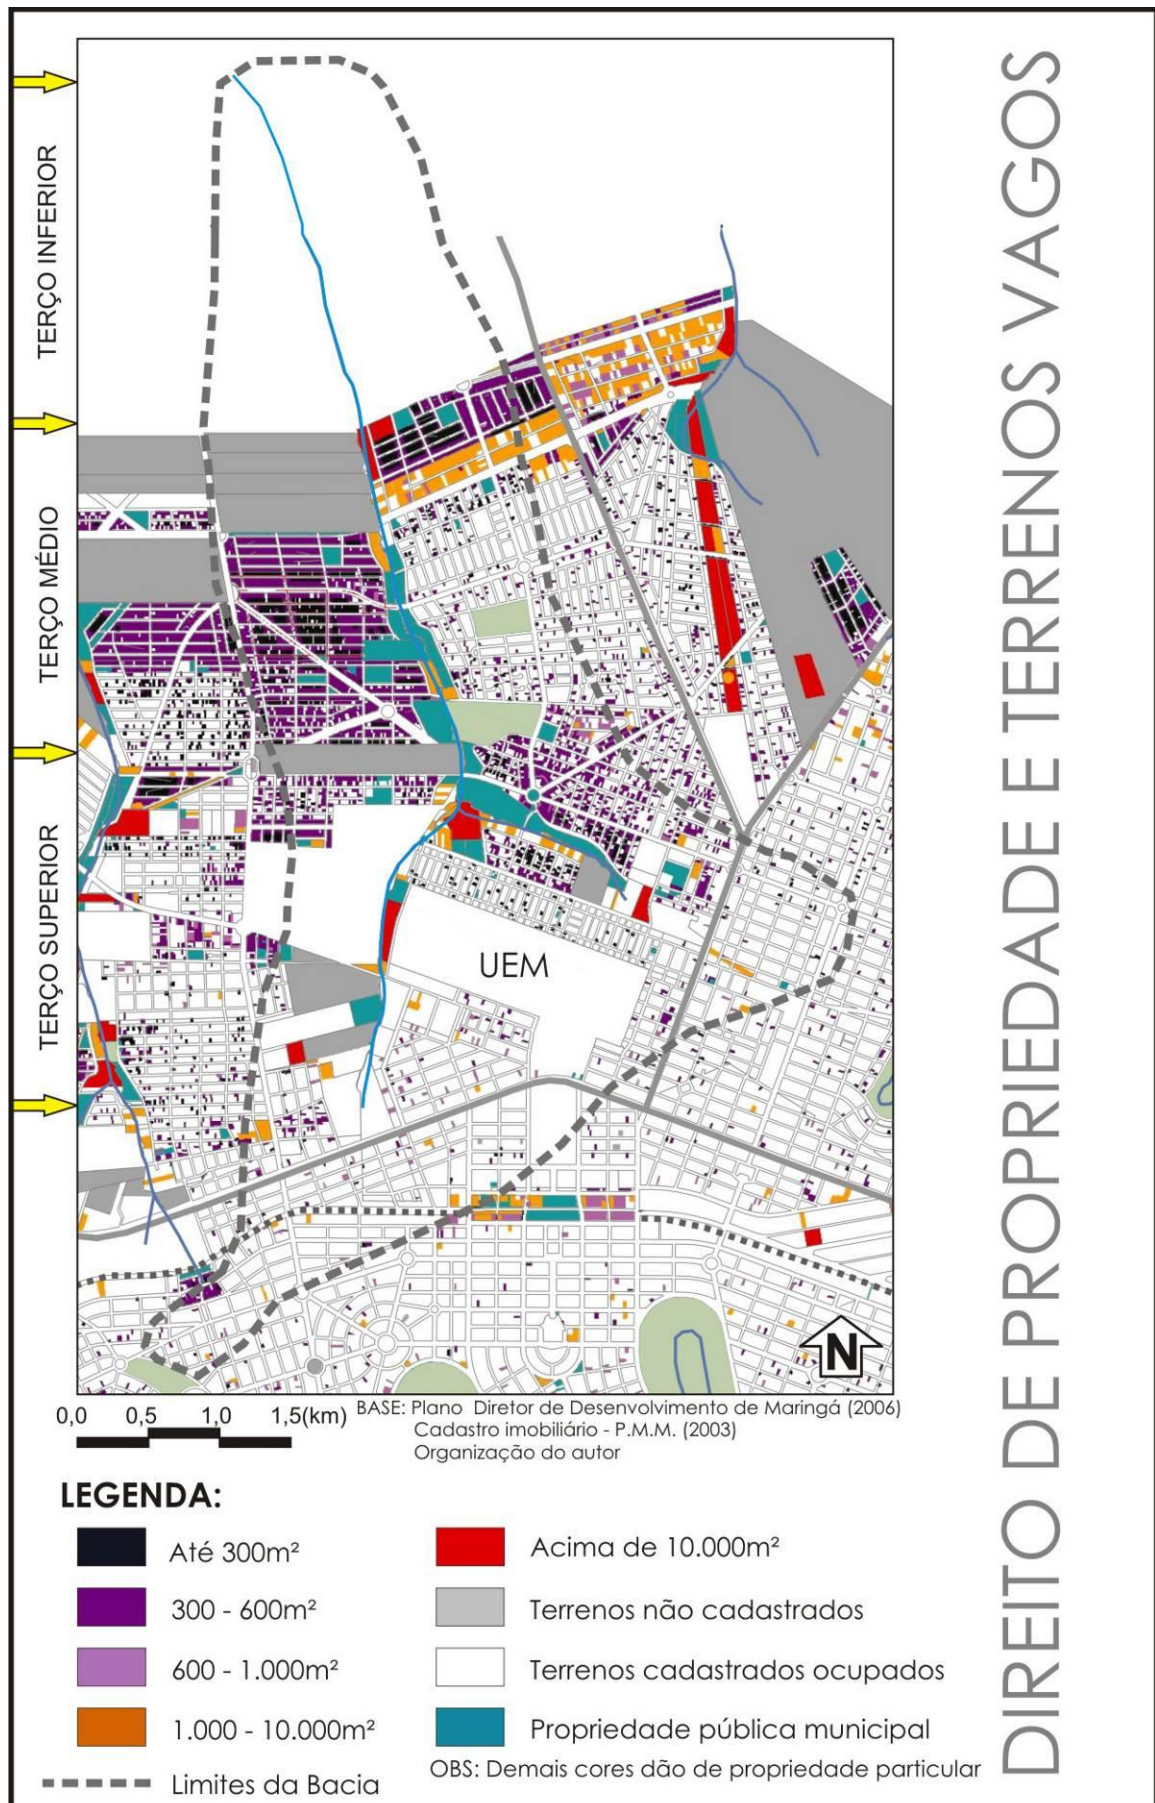 DIREITO DE PROPRIEDADE E TERRENOS VAGOS
TERÇO INFERIOR
TERÇO MÉDIO
TERÇO SUPERIOR
UEM
N
0,0 0,5 1,0 1,5(km)
BASE: Plano Diretor de Desenvolvimento de Maringá (2006)
Cadastro imobiliário - P.M.M. (2003)
Organização do autor
LEGENDA:
Até 300m²
300 - 600m²
600 - 1.000m²
1.000 - 10.000m²
Limites da Bacia
Acima de 10.000m²
Terrenos não cadastrados
Terrenos cadastrados ocupados
Propriedade pública municipal
OBS: Demais cores dão de propriedade particular